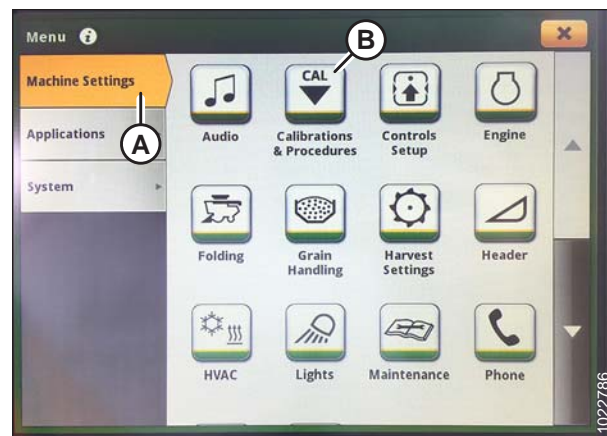 Menu
B
Machine Settings
A
Applications
System
CAL
Audio
Calibrations
& Procedures
Controls
Setup
Engine
Folding
Grain
Handling
Harvest
Settings
Header
HVAC
Lights
Maintenance
Phone
1022786